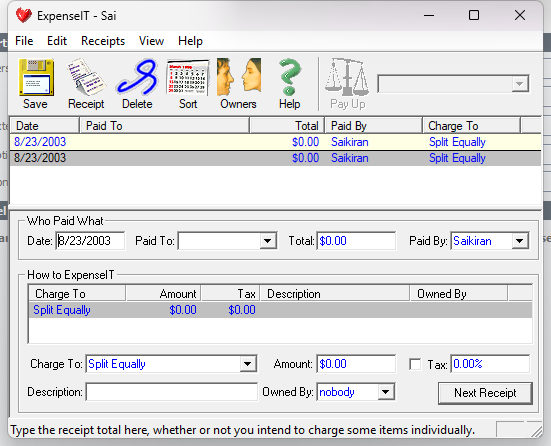 ExpenseIT - Sai
File Edit Receipts View Help
Save Receipt Delete Sort Owners Help Pay Up
Date Paid To Total Paid By Charge To
8/23/2003 $0.00 Saikiran Split Equally
8/23/2003 $0.00 Saikiran Split Equally
Who Paid What
Date: 8/23/2003 Paid To: Total: $0.00 Paid By: Saikiran
How to ExpenseIT
Charge To Amount Tax Description Owned By
Split Equally $0.00 $0.00
Charge To: Split Equally Amount: $0.00 Tax: 0.00%
Description: Owned By: nobody Next Receipt
Type the receipt total here, whether or not you intend to charge some items individually.